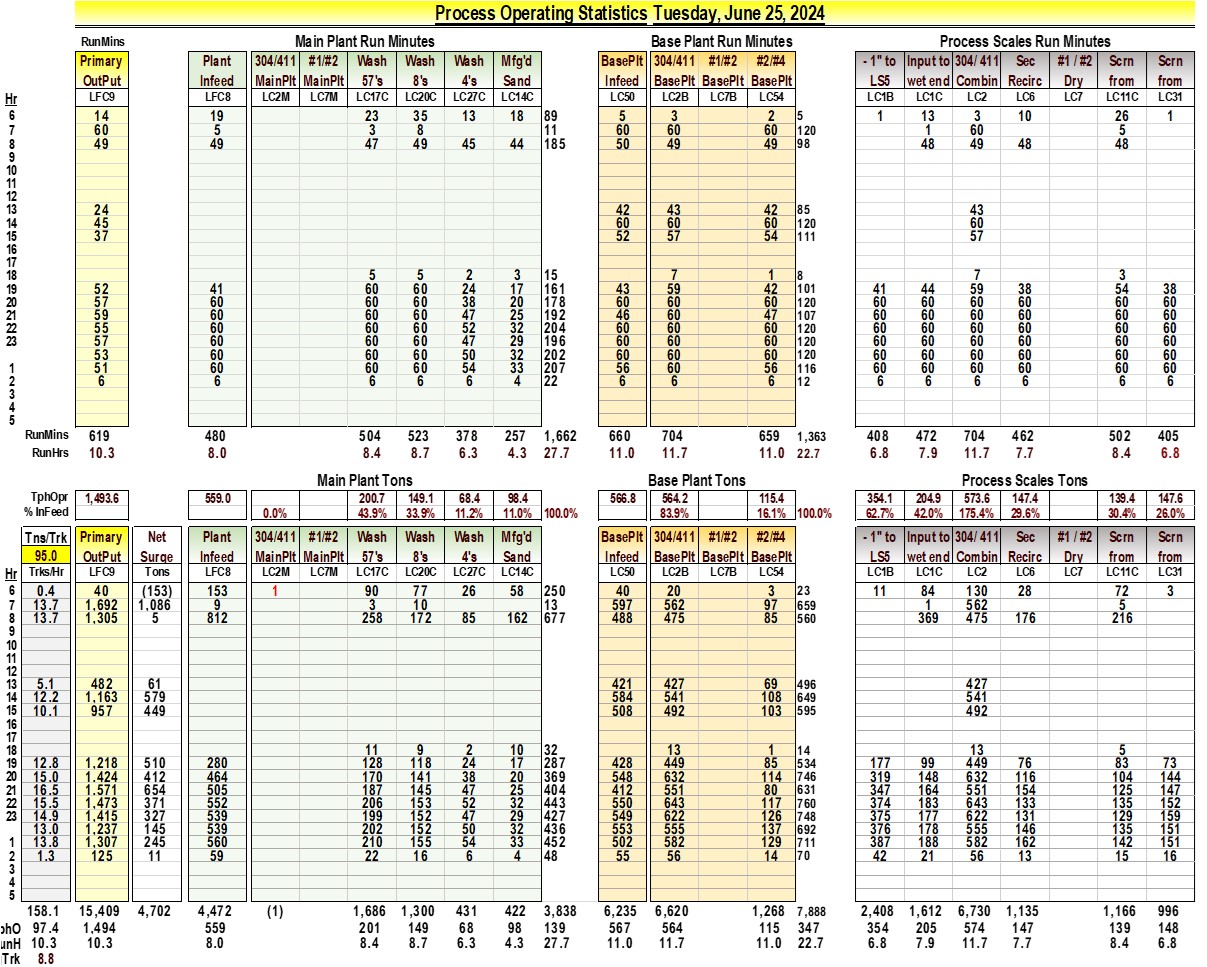 Process Operating Statistics Tuesday, June 25, 2024
RunMins Main Plant Run Minutes Base Plant Run Minutes Process Scales Run Minutes
Primary Plant 304/411 #1/#2 Wash Wash Wash Mfg'd BasePlt 304/411 #1/#2 #2/#4 - 1" to Input to 304/ 411 Sec #1 / #2 Scrn Scrn
OutPut Infeed MainPlt MainPlt 57's 8's 4's Sand Infeed BasePlt BasePlt BasePlt LS5 wet end Combin Recirc Dry from from
Hr LFC9 LFC8 LC2M LC7M LC17C LC20C LC27C LC14C LC50 LC2B LC7B LC54 LC1B LC1C LC2 LC6 LC7 LC11C LC31
6 14 19 23 35 13 18 89 5 3 2 5 1 13 3 10 26 1
7 60 5 3 8 11 60 60 60 120 1 60 5
8 49 49 47 49 45 44 185 50 49 49 98 48 49 48 48
9
10
11
12
13 24 42 43 42 85 43
14 45 60 60 60 120 60
15 37 52 57 54 111 57
16
17
18 5 5 2 3 15 7 1 8 7 3
19 52 41 60 60 24 17 161 43 59 42 101 41 44 59 38 54 38
20 57 60 60 60 38 20 178 60 60 60 120 60 60 60 60 60 60
21 59 60 60 60 47 25 192 46 60 47 107 60 60 60 60 60 60
22 55 60 60 60 52 32 204 60 60 60 120 60 60 60 60 60 60
23 57 60 60 60 47 29 196 60 60 60 120 60 60 60 60 60 60
53 60 60 60 50 32 202 60 60 60 120 60 60 60 60 60 60
1 51 60 60 60 54 33 207 56 60 56 116 60 60 60 60 60 60
2 6 6 6 6 6 4 22 6 6 6 12 6 6 6 6 6 6
3
4
5
RunMins 619 480 504 523 378 257 1,662 660 704 659 1,363 408 472 704 462 502 405
RunHrs 10.3 8.0 8.4 8.7 6.3 4.3 27.7 11.0 11.7 11.0 22.7 6.8 7.9 11.7 7.7 8.4 6.8
Main Plant Tons Base Plant Tons Process Scales Tons
TphOpr 1,493.6 559.0 200.7 149.1 68.4 98.4 566.8 564.2 115.4 354.1 204.9 573.6 147.4 139.4 147.6
% InFeed 0.0% 43.9% 33.9% 11.2% 11.0% 100.0% 83.9% 16.1% 100.0% 62.7% 42.0% 175.4% 29.6% 30.4% 26.0%
Tns/Trk Primary Net Plant 304/411 #1/#2 Wash Wash Wash Mfg'd BasePlt 304/411 #1/#2 #2/#4 - 1" to Input to 304/ 411 Sec #1 / #2 Scrn Scrn
95.0 OutPut Surge Infeed MainPlt MainPlt 57's 8's 4's Sand Infeed BasePlt BasePlt BasePlt LS5 wet end Combin Recirc Dry from from
Hr Trks/Hr LFC9 Tons LFC8 LC2M LC7M LC17C LC20C LC27C LC14C LC50 LC2B LC7B LC54 LC1B LC1C LC2 LC6 LC7 LC11C LC31
6 0.4 40 (153) 153 1 90 77 26 58 250 40 20 3 23 11 84 130 28 72 3
7 13.7 1,692 1,086 9 3 10 13 597 562 97 659 1 562 5
8 13.7 1,305 5 812 258 172 85 162 677 488 475 85 560 369 475 176 216
9
10
11
12
13 5.1 482 61 421 427 69 496 427
14 12.2 1,163 579 584 541 108 649 541
15 10.1 957 449 508 492 103 595 492
16
17
18 11 9 2 10 32 13 1 14 13 5
19 12.8 1,218 510 280 128 118 24 17 287 428 449 85 534 177 99 449 76 83 73
20 15.0 1,424 412 464 170 141 38 20 369 548 632 114 746 319 148 632 116 104 144
21 16.5 1,571 654 505 187 145 47 25 404 412 551 80 631 347 164 551 154 125 147
22 15.5 1,473 371 552 206 153 52 32 443 550 643 117 760 374 183 643 133 135 152
23 14.9 1,415 327 539 199 152 47 29 427 549 622 126 748 375 177 622 131 129 159
13.0 1,237 145 539 202 152 50 32 436 553 555 137 692 376 178 555 146 135 151
1 13.8 1,307 245 560 210 155 54 33 452 502 582 129 711 387 188 582 162 142 151
2 1.3 125 11 59 22 16 6 4 48 55 56 14 70 42 21 56 13 15 16
3
4
5
158.1 15,409 4,702 4,472 (1) 1,686 1,300 431 422 3,838 6,235 6,620 1,268 7,888 2,408 1,612 6,730 1,135 1,166 996
phO 97.4 1,494 559 201 149 68 98 139 567 564 115 347 354 205 574 147 139 148
unH 10.3 10.3 8.0 8.4 8.7 6.3 4.3 27.7 11.0 11.7 11.0 22.7 6.8 7.9 11.7 7.7 8.4 6.8
Trk 8.8